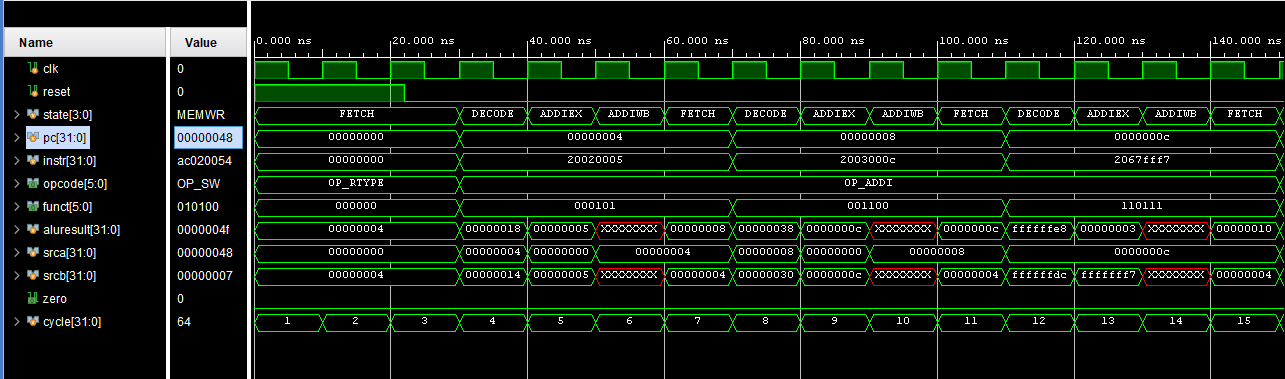 Name Value
0.000 ns 20.000 ns 40.000 ns 60.000 ns 80.000 ns 100.000 ns 120.000 ns 140.000 ns
clk 0
reset 0
state[3:0] MEMWR FETCH DECODE ADDIEX ADDIWB FETCH DECODE ADDIEX ADDIWB FETCH DECODE ADDIEX ADDIWB FETCH
pc[31:0] 00000048 00000000 00000004 00000008 0000000c
instr[31:0] ac020054 00000000 20020005 2003000c 2067fff7
opcode[5:0] OP_SW OP_RTYPE OP_ADDI
funct[5:0] 010100 000000 000101 001100 110111
aluresult[31:0] 0000004f 00000004 00000018 00000005 XXXXXXXX 00000008 00000038 0000000c XXXXXXXX 0000000c ffffffe8 00000003 XXXXXXXX 00000010
srca[31:0] 00000048 00000000 00000004 00000000 00000004 00000008 00000000 00000008 0000000c
srcb[31:0] 00000007 00000004 00000014 00000005 XXXXXXXX 00000004 00000030 0000000c XXXXXXXX 00000004 ffffffdc fffffff7 XXXXXXXX 00000004
zero 0
cycle[31:0] 64 1 2 3 4 5 6 7 8 9 10 11 12 13 14 15